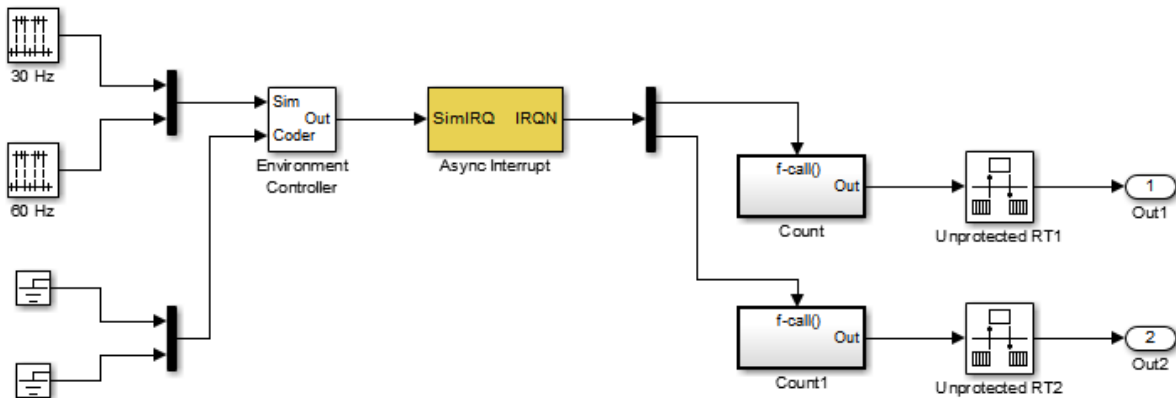 30 Hz
60 Hz
Sim
Out
Coder
Environment
Controller
SimIRQ IRQN
Async Interrupt
f-call()
Out
Count
Unprotected RT1
1
Out1
f-call()
Out
Count1
Unprotected RT2
2
Out2